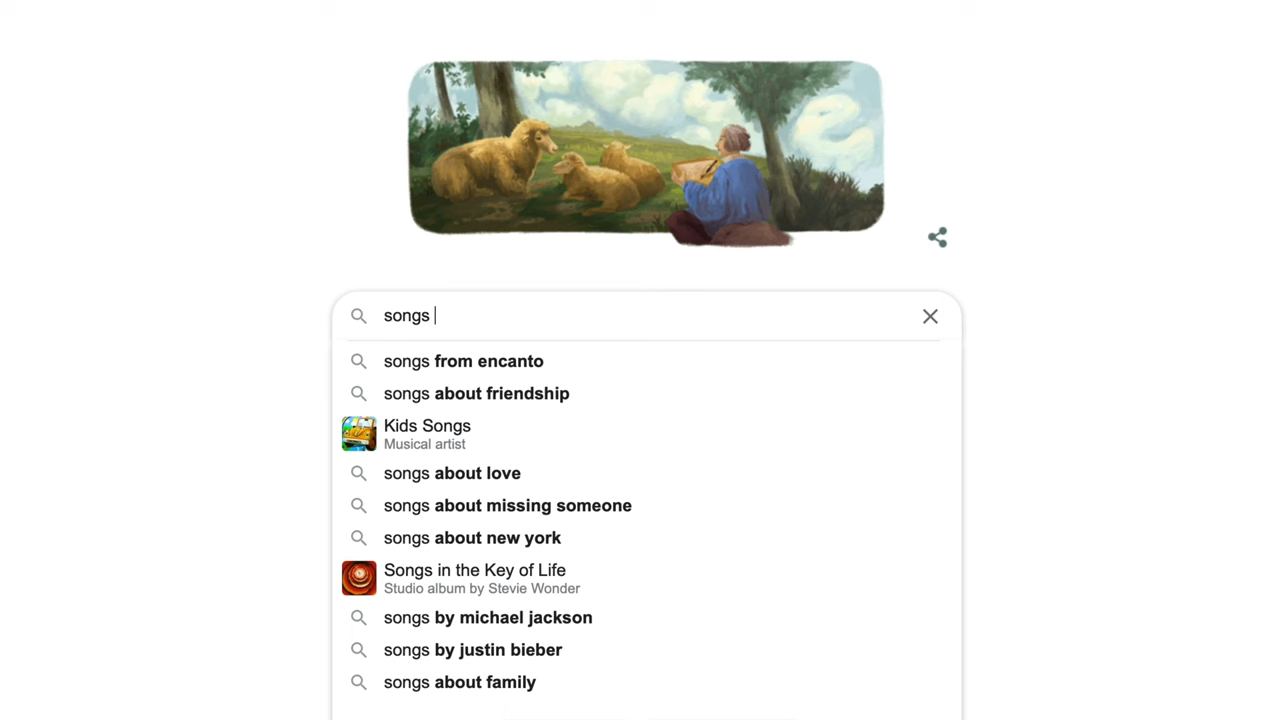 songs
songs from encanto
songs about friendship
Kids Songs
Musical artist
songs about love
songs about missing someone
songs about new york
Songs in the Key of Life
Studio album by Stevie Wonder
songs by michael jackson
songs by justin bieber
songs about family